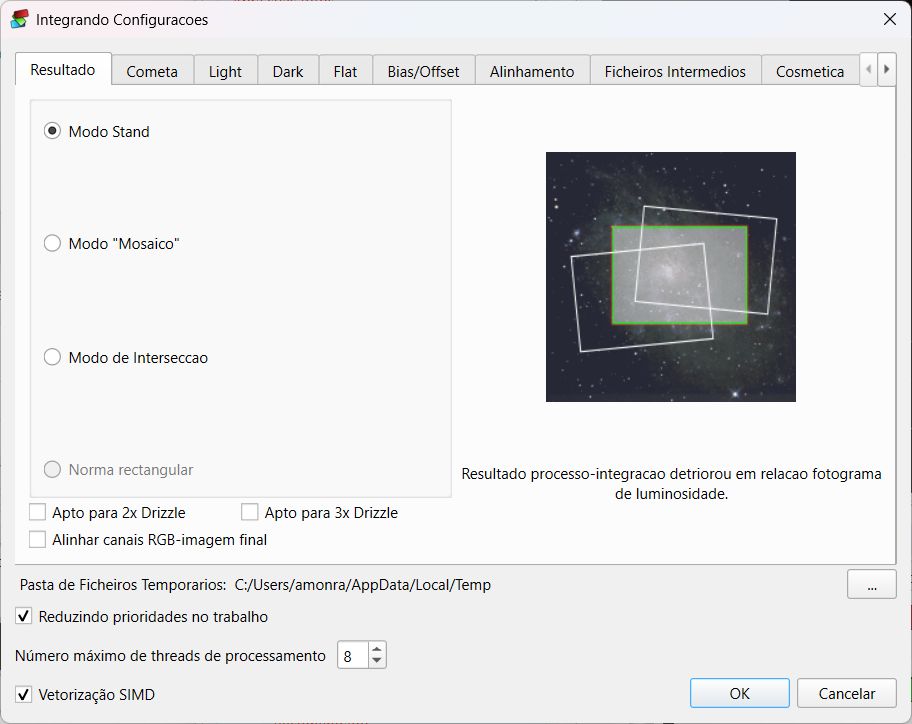 Integrando Configuracoes
Resultado Cometa Light Dark Flat Bias/Offset Alinhamento Ficheiros Intermedios Cosmetica
Modo Stand
Modo "Mosaico"
Modo de Interseccao
Norma rectangular
Resultado processo-integracao detriorou em relacao fotograma
de luminosidade.
Apto para 2x Drizzle Apto para 3x Drizzle
Alinhar canais RGB-imagem final
Pasta de Ficheiros Temporarios: C:/Users/amonra/AppData/Local/Temp ...
Reduzindo prioridades no trabalho
Número máximo de threads de processamento 8
Vetorização SIMD
OK Cancelar